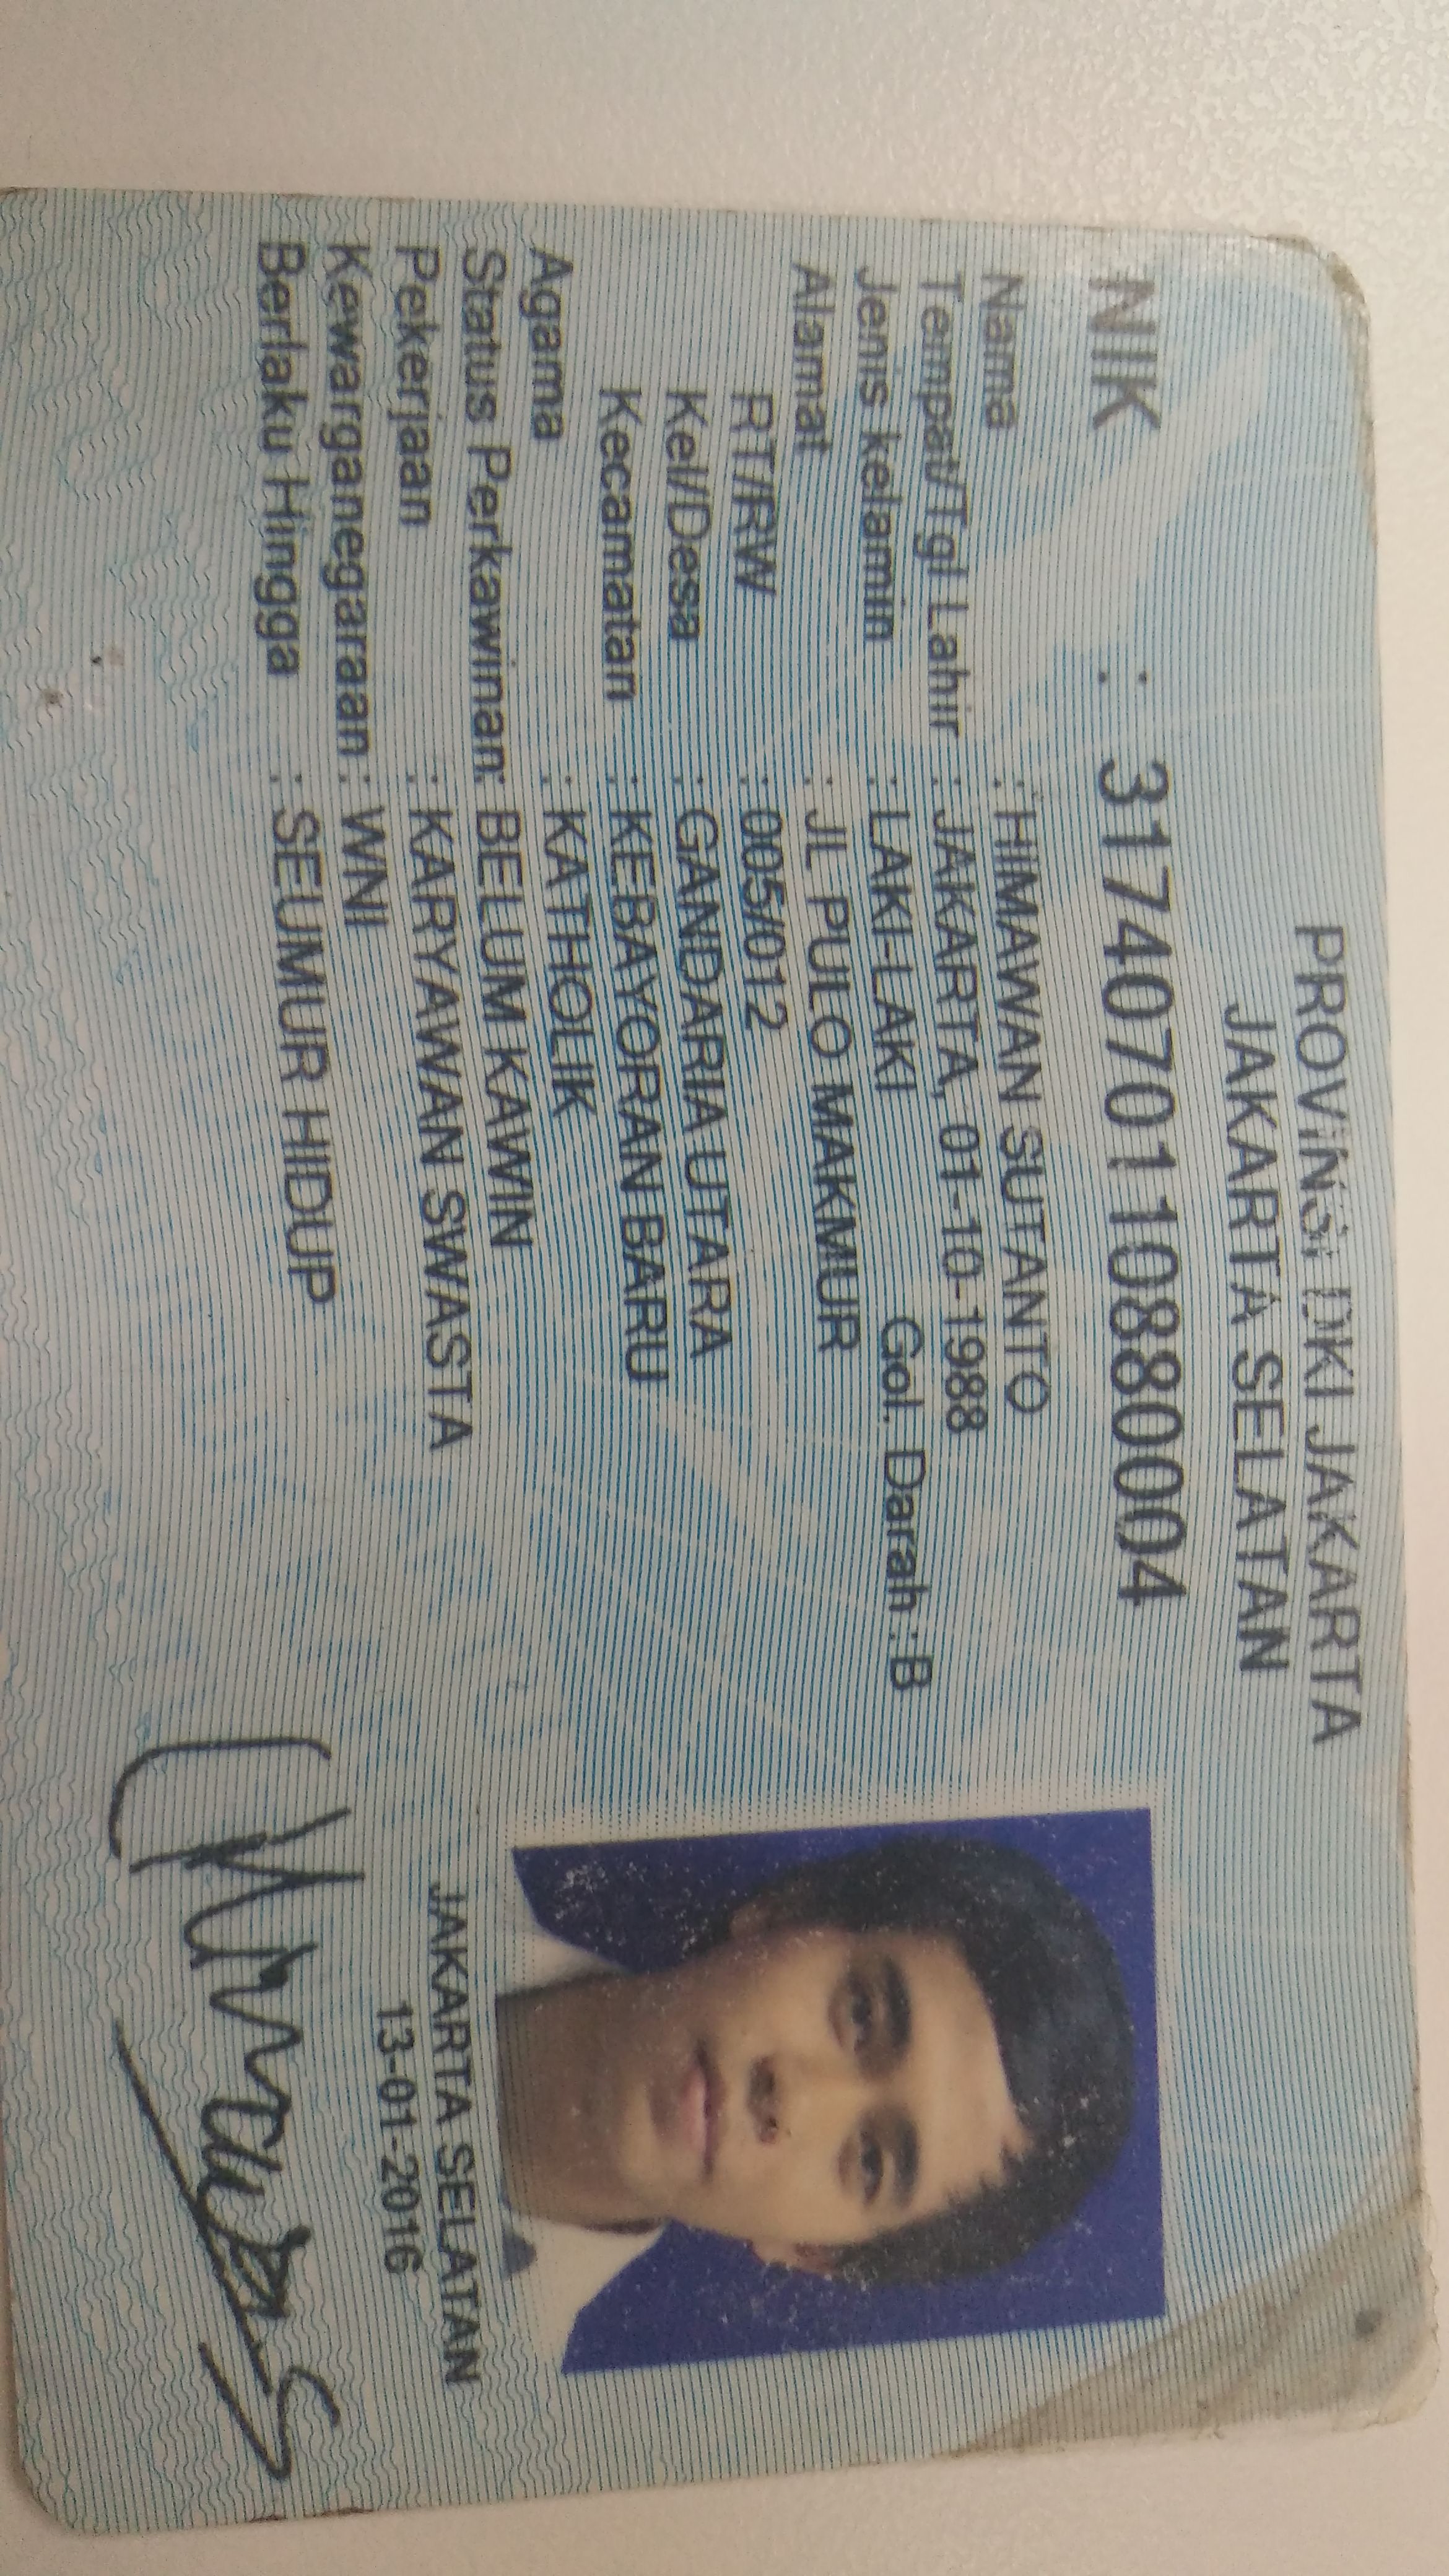 PROVINSI DKI JAKARTA
JAKARTA SELATAN
NIK : 3174070110880004
Nama : HIMAWAN SUTANTO
Tempat/Tgl Lahir : JAKARTA, 01-10-1988
Jenis kelamin : LAKI-LAKI Gol. Darah : B
Alamat : JL PULO MAKMUR
RT/RW : 005/012
Kel/Desa : GANDARIA UTARA
Kecamatan : KEBAYORAN BARU
Agama : KATHOLIK
Status Perkawinan: BELUM KAWIN
Pekerjaan : KARYAWAN SWASTA
Kewarganegaraan : WNI
Berlaku Hingga : SEUMUR HIDUP
JAKARTA SELATAN
13-01-2016